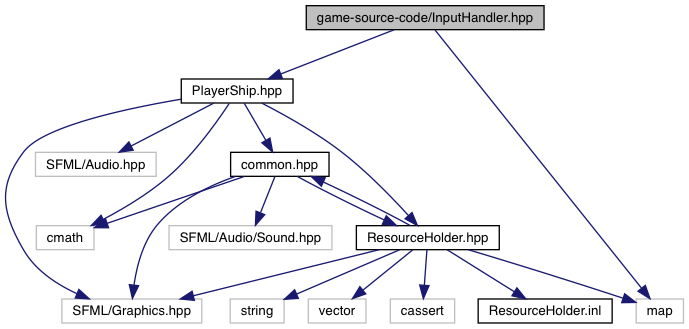 game-source-code/InputHandler.hpp
PlayerShip.hpp
SFML/Audio.hpp
common.hpp
cmath
SFML/Audio/Sound.hpp
ResourceHolder.hpp
SFML/Graphics.hpp
string
vector
cassert
ResourceHolder.inl
map